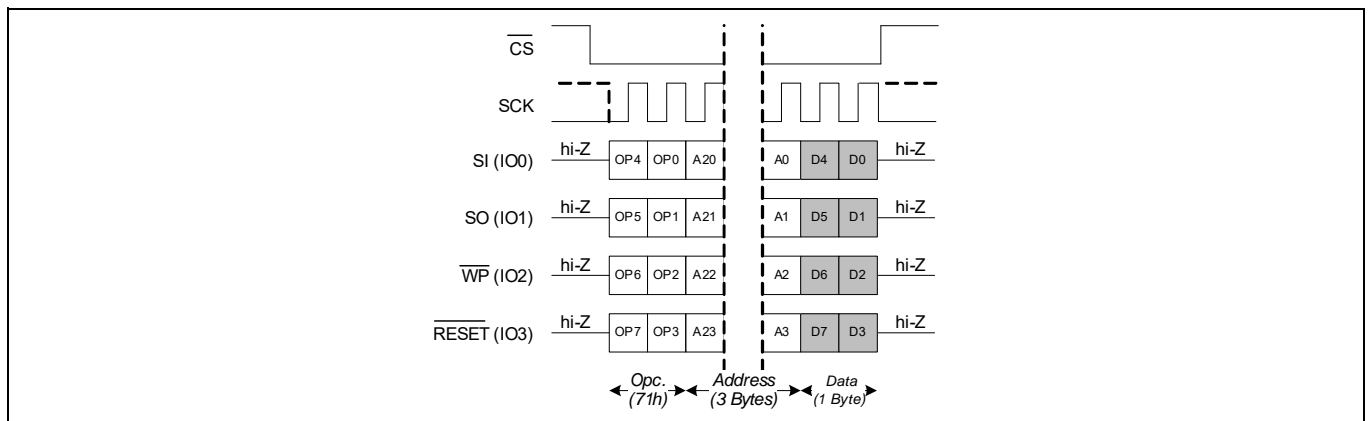 CS
SCK
SI (IO0) hi-Z OP4 OP0 A20 A0 D4 D0 hi-Z
SO (IO1) hi-Z OP5 OP1 A21 A1 D5 D1 hi-Z
WP (IO2) hi-Z OP6 OP2 A22 A2 D6 D2 hi-Z
RESET (IO3) hi-Z OP7 OP3 A23 A3 D7 D3 hi-Z
Opc. Address Data
(71h) (3 Bytes) (1 Byte)